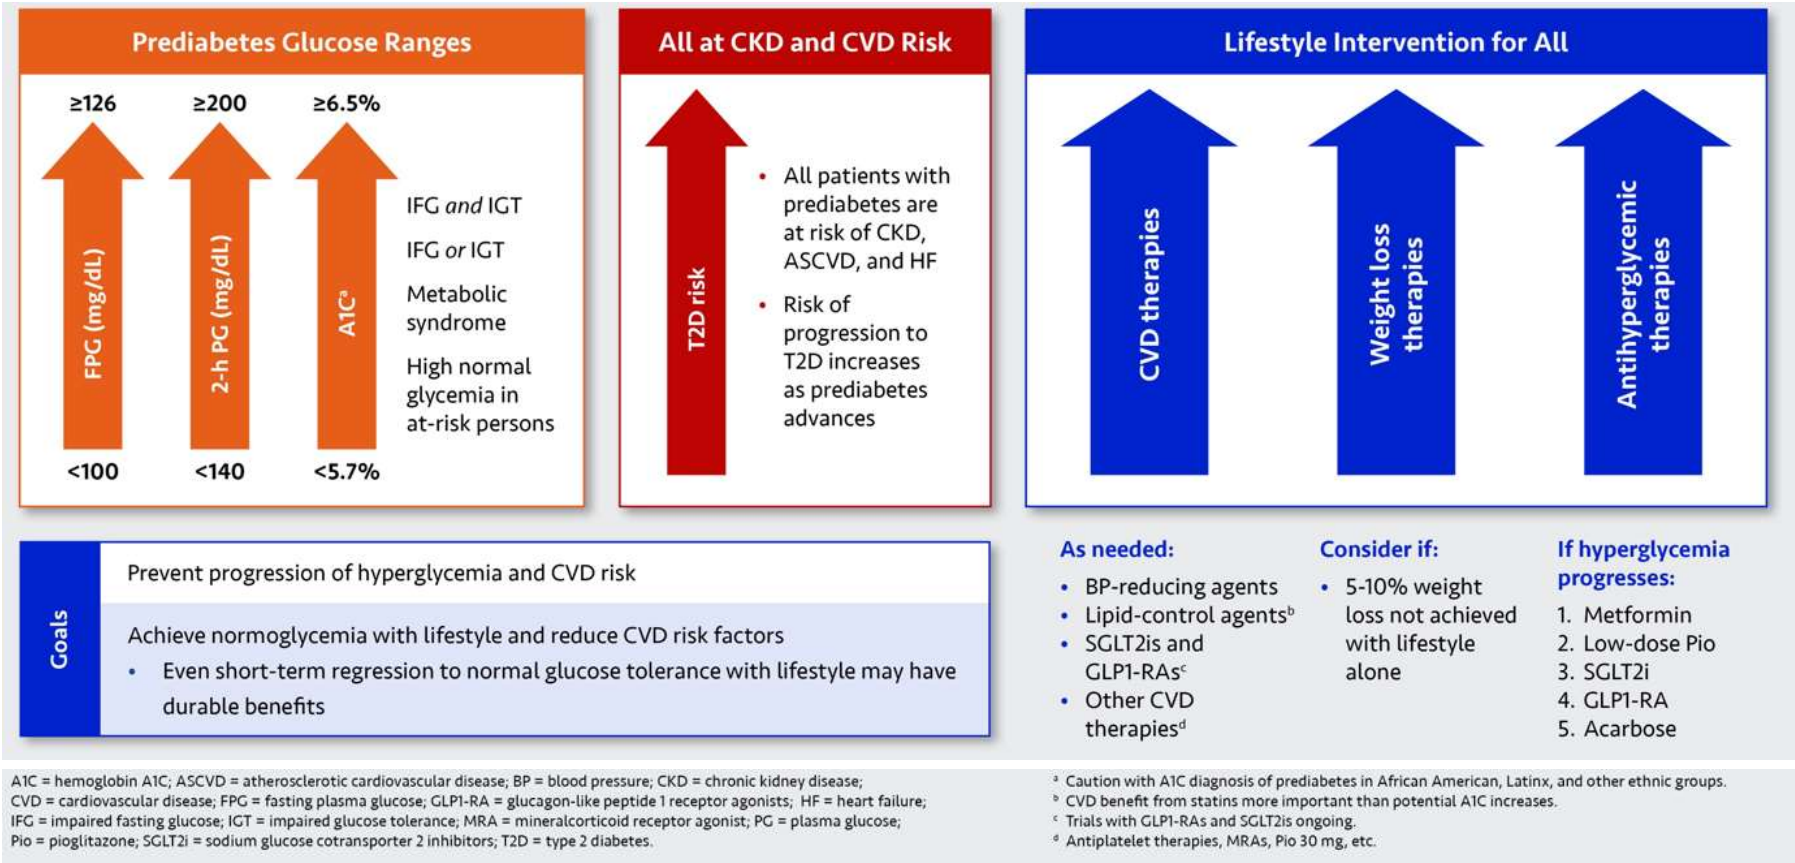 Prediabetes Glucose Ranges
≥126
≥200
≥6.5%
FPG (mg/dL)
2-h PG (mg/dL)
A1Cᵃ
IFG and IGT
IFG or IGT
Metabolic
syndrome
High normal
glycemia in
at-risk persons
<100
<140
<5.7%
All at CKD and CVD Risk
T2D risk
• All patients with
prediabetes are
at risk of CKD,
ASCVD, and HF
• Risk of
progression to
T2D increases
as prediabetes
advances
Lifestyle Intervention for All
CVD therapies
Weight loss
therapies
Antihyperglycemic
therapies
Goals
Prevent progression of hyperglycemia and CVD risk
Achieve normoglycemia with lifestyle and reduce CVD risk factors
• Even short-term regression to normal glucose tolerance with lifestyle may have
durable benefits
As needed:
• BP-reducing agents
• Lipid-control agentsᵇ
• SGLT2is and
GLP1-RAsᶜ
• Other CVD
therapiesᵈ
Consider if:
• 5-10% weight
loss not achieved
with lifestyle
alone
If hyperglycemia
progresses:
1. Metformin
2. Low-dose Pio
3. SGLT2i
4. GLP1-RA
5. Acarbose
A1C = hemoglobin A1C; ASCVD = atherosclerotic cardiovascular disease; BP = blood pressure; CKD = chronic kidney disease;
CVD = cardiovascular disease; FPG = fasting plasma glucose; GLP1-RA = glucagon-like peptide 1 receptor agonists; HF = heart failure;
IFG = impaired fasting glucose; IGT = impaired glucose tolerance; MRA = mineralcorticoid receptor agonist; PG = plasma glucose;
Pio = pioglitazone; SGLT2i = sodium glucose cotransporter 2 inhibitors; T2D = type 2 diabetes.
ᵃ Caution with A1C diagnosis of prediabetes in African American, Latinx, and other ethnic groups.
ᵇ CVD benefit from statins more important than potential A1C increases.
ᶜ Trials with GLP1-RAs and SGLT2is ongoing.
ᵈ Antiplatelet therapies, MRAs, Pio 30 mg, etc.